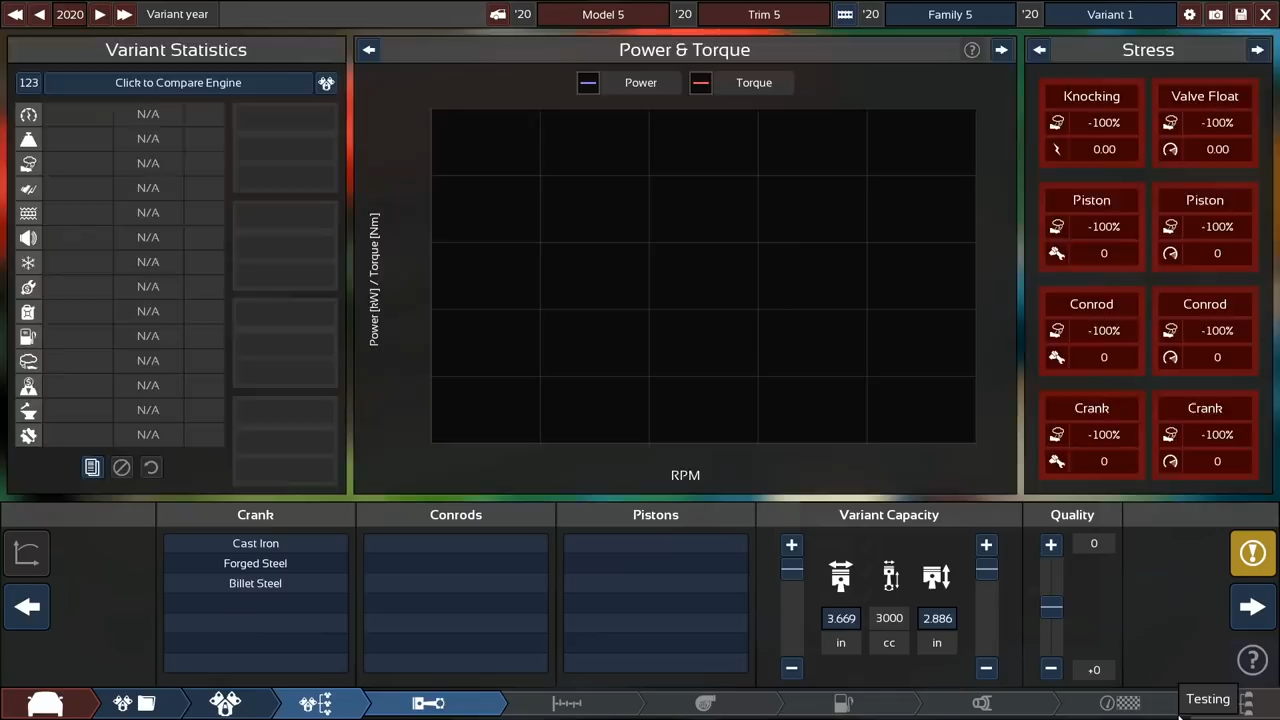 2020 Variant year '20 Model 5 '20 Trim 5 '20 Family 5 '20 Variant 1
Variant Statistics
123 Click to Compare Engine
N/A
N/A
N/A
N/A
N/A
N/A
N/A
N/A
N/A
N/A
N/A
N/A
N/A
N/A
Power & Torque
?
Power Torque
Power [kW] / Torque [Nm]
RPM
Stress
Knocking Valve Float
-100% -100%
0.00 0.00
Piston Piston
-100% -100%
0 0
Conrod Conrod
-100% -100%
0 0
Crank Crank
-100% -100%
0 0
Crank
Cast Iron
Forged Steel
Billet Steel
Conrods
Pistons
Variant Capacity
+ +
3.669 3000 2.886
in cc in
- -
Quality
+ 0
- +0
?
Testing